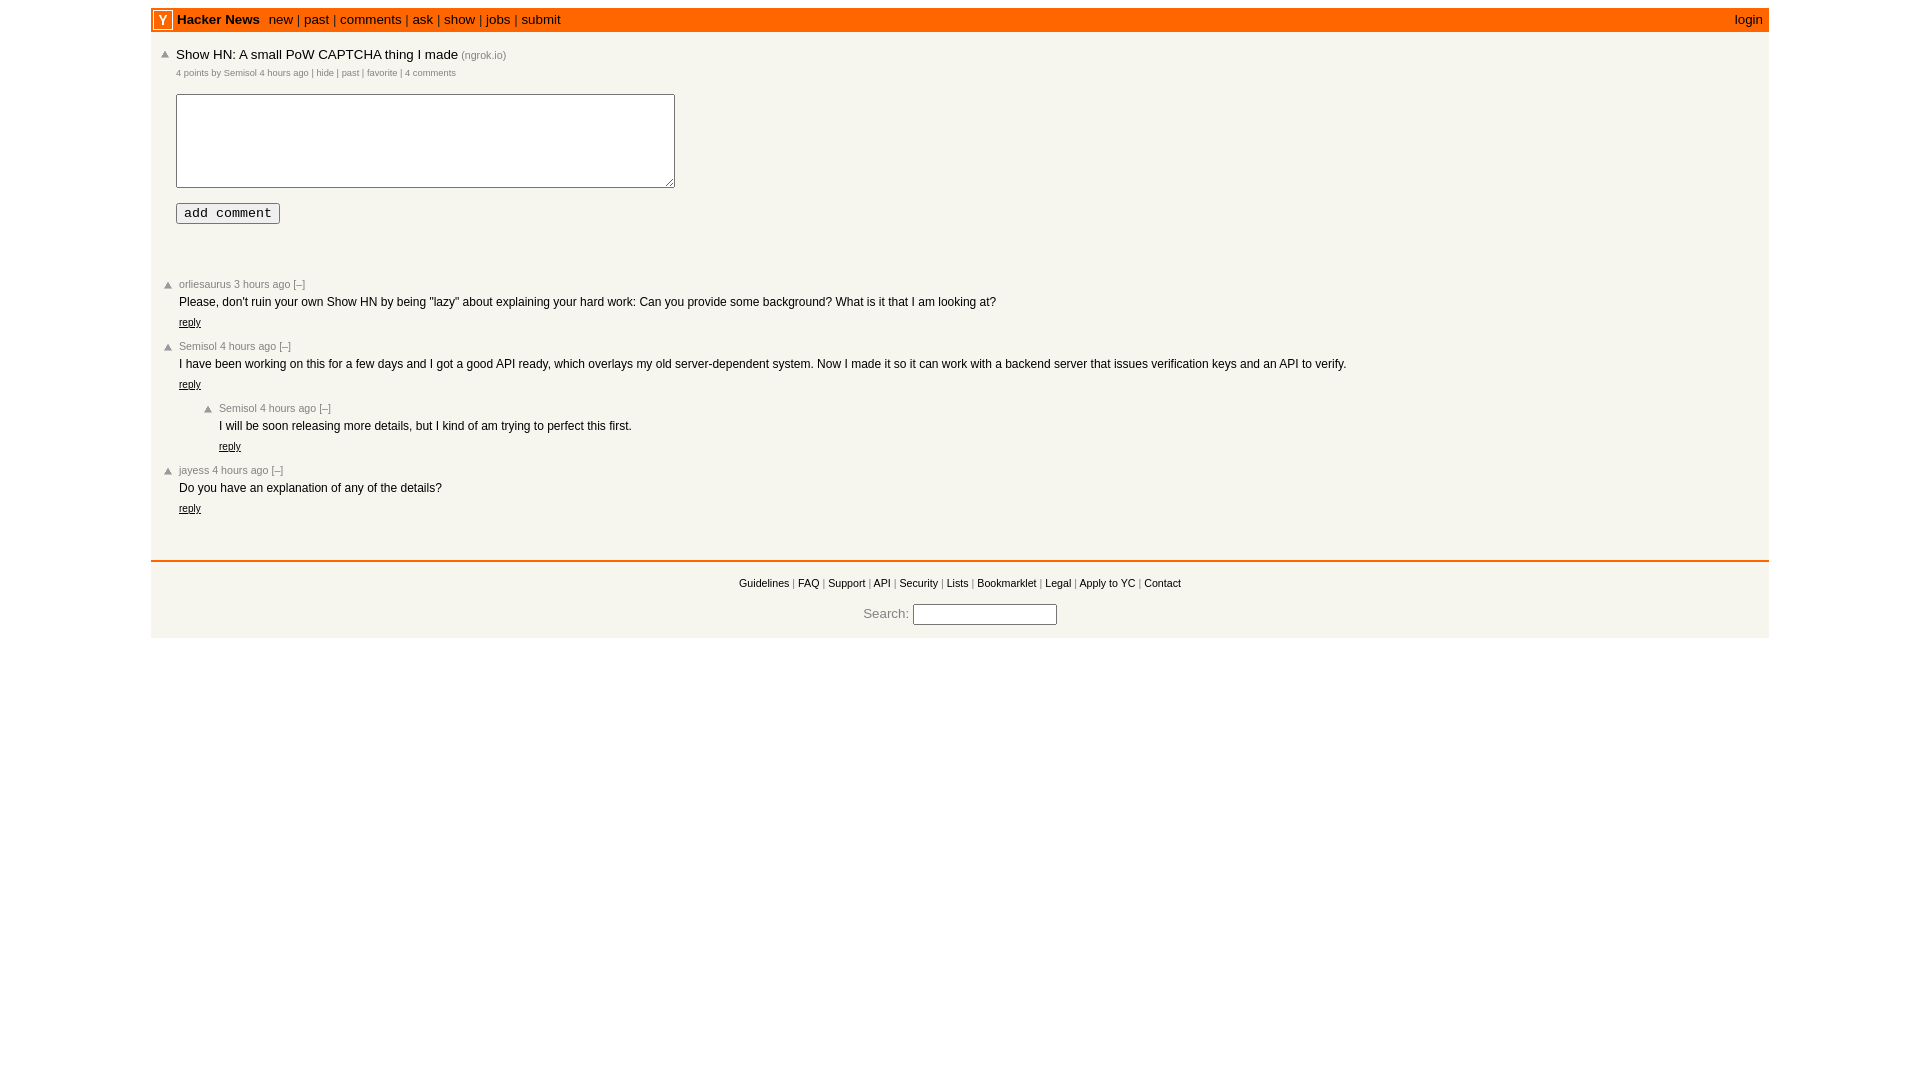 Y Hacker News new | past | comments | ask | show | jobs | submit login
Show HN: A small PoW CAPTCHA thing I made (ngrok.io)
4 points by Semisol 4 hours ago | hide | past | favorite | 4 comments
add comment
orliesaurus 3 hours ago [–]
Please, don't ruin your own Show HN by being "lazy" about explaining your hard work: Can you provide some background? What is it that I am looking at?
reply
Semisol 4 hours ago [–]
I have been working on this for a few days and I got a good API ready, which overlays my old server-dependent system. Now I made it so it can work with a backend server that issues verification keys and an API to verify.
reply
Semisol 4 hours ago [–]
I will be soon releasing more details, but I kind of am trying to perfect this first.
reply
jayess 4 hours ago [–]
Do you have an explanation of any of the details?
reply
Guidelines | FAQ | Support | API | Security | Lists | Bookmarklet | Legal | Apply to YC | Contact
Search: